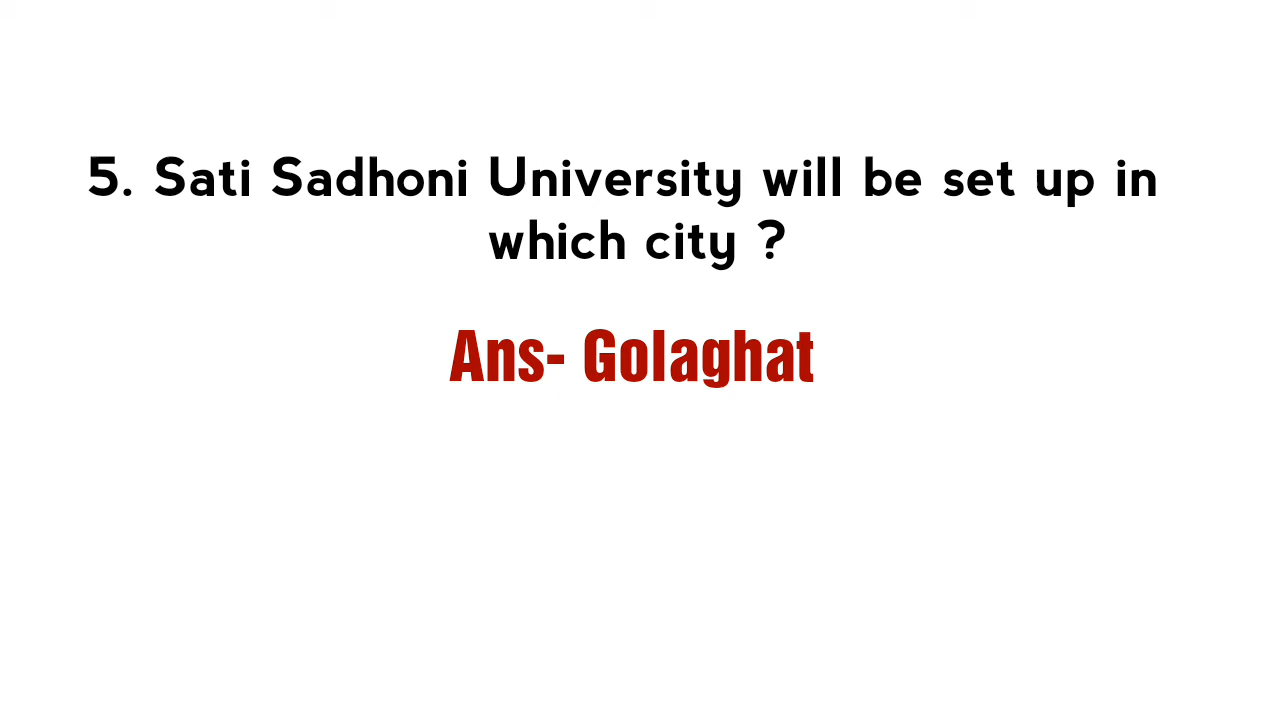 5. Sati Sadhoni University will be set up in
which city ?
Ans- Golaghat